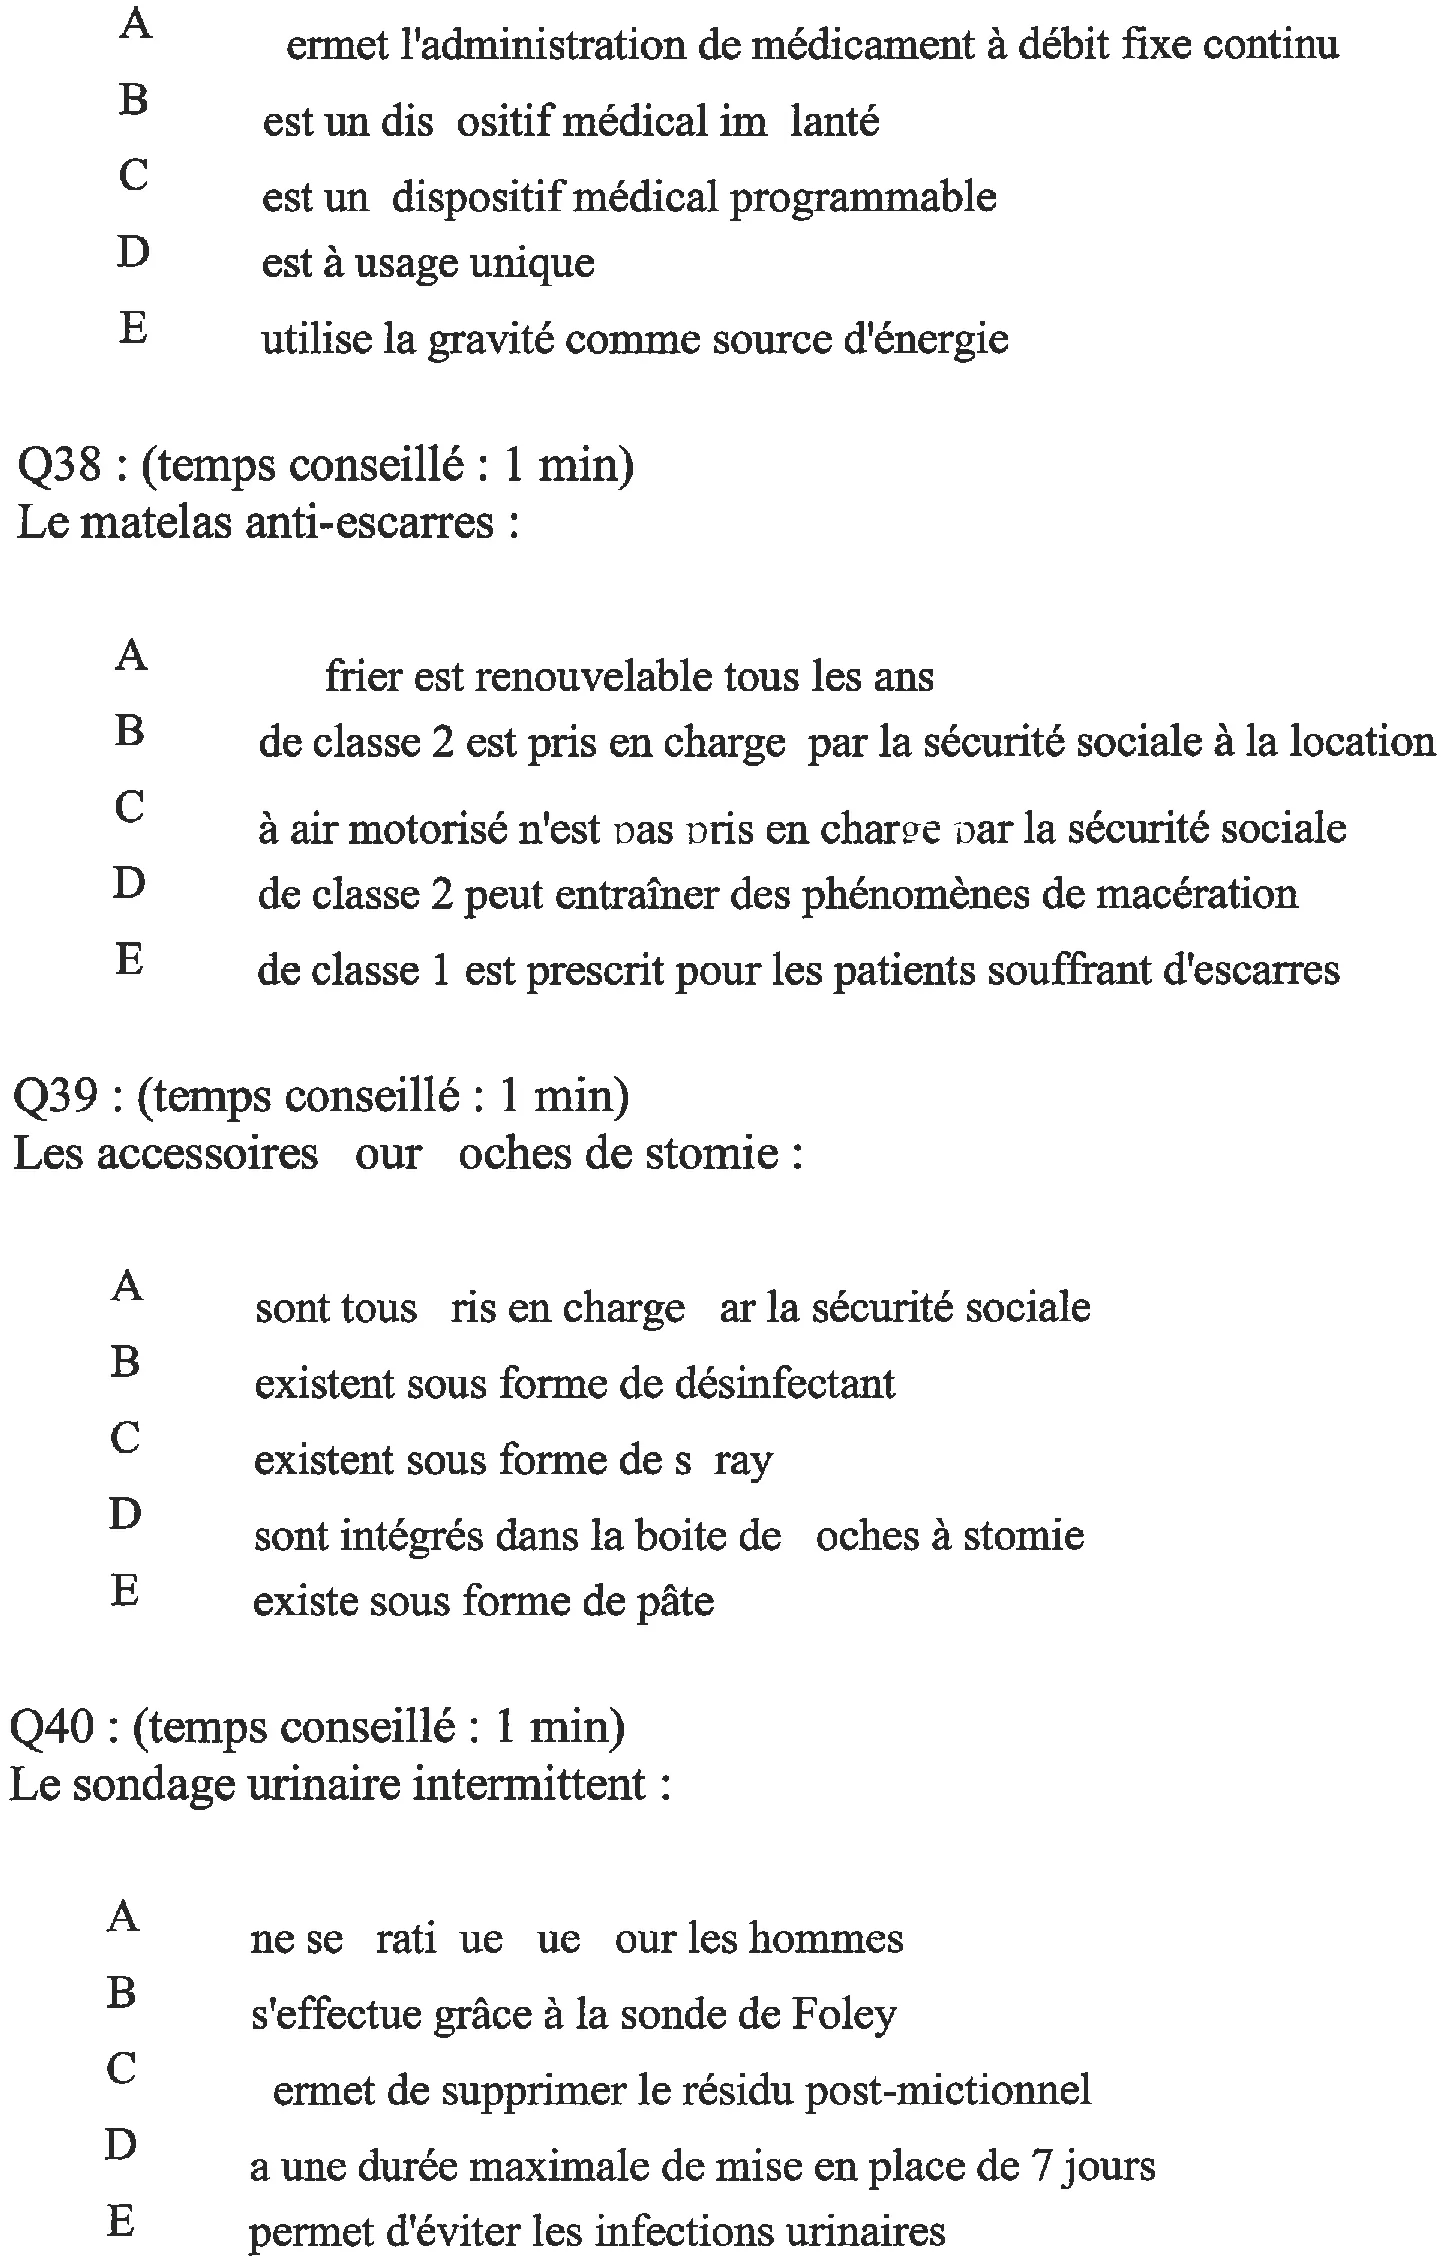 A ermet l'administration de médicament à débit fixe continu
B est un dis ositif médical im lanté
C est un dispositif médical programmable
D est à usage unique
E utilise la gravité comme source d'énergie
Q38 : (temps conseillé : 1 min)
Le matelas anti-escarres :
A frier est renouvelable tous les ans
B de classe 2 est pris en charge par la sécurité sociale à la location
C à air motorisé n'est pas pris en charge par la sécurité sociale
D de classe 2 peut entraîner des phénomènes de macération
E de classe 1 est prescrit pour les patients souffrant d'escarres
Q39 : (temps conseillé : 1 min)
Les accessoires our oches de stomie :
A sont tous ris en charge ar la sécurité sociale
B existent sous forme de désinfectant
C existent sous forme de s ray
D sont intégrés dans la boite de oches à stomie
E existe sous forme de pâte
Q40 : (temps conseillé : 1 min)
Le sondage urinaire intermittent :
A ne se rati ue ue our les hommes
B s'effectue grâce à la sonde de Foley
C ermet de supprimer le résidu post-mictionnel
D a une durée maximale de mise en place de 7 jours
E permet d'éviter les infections urinaires